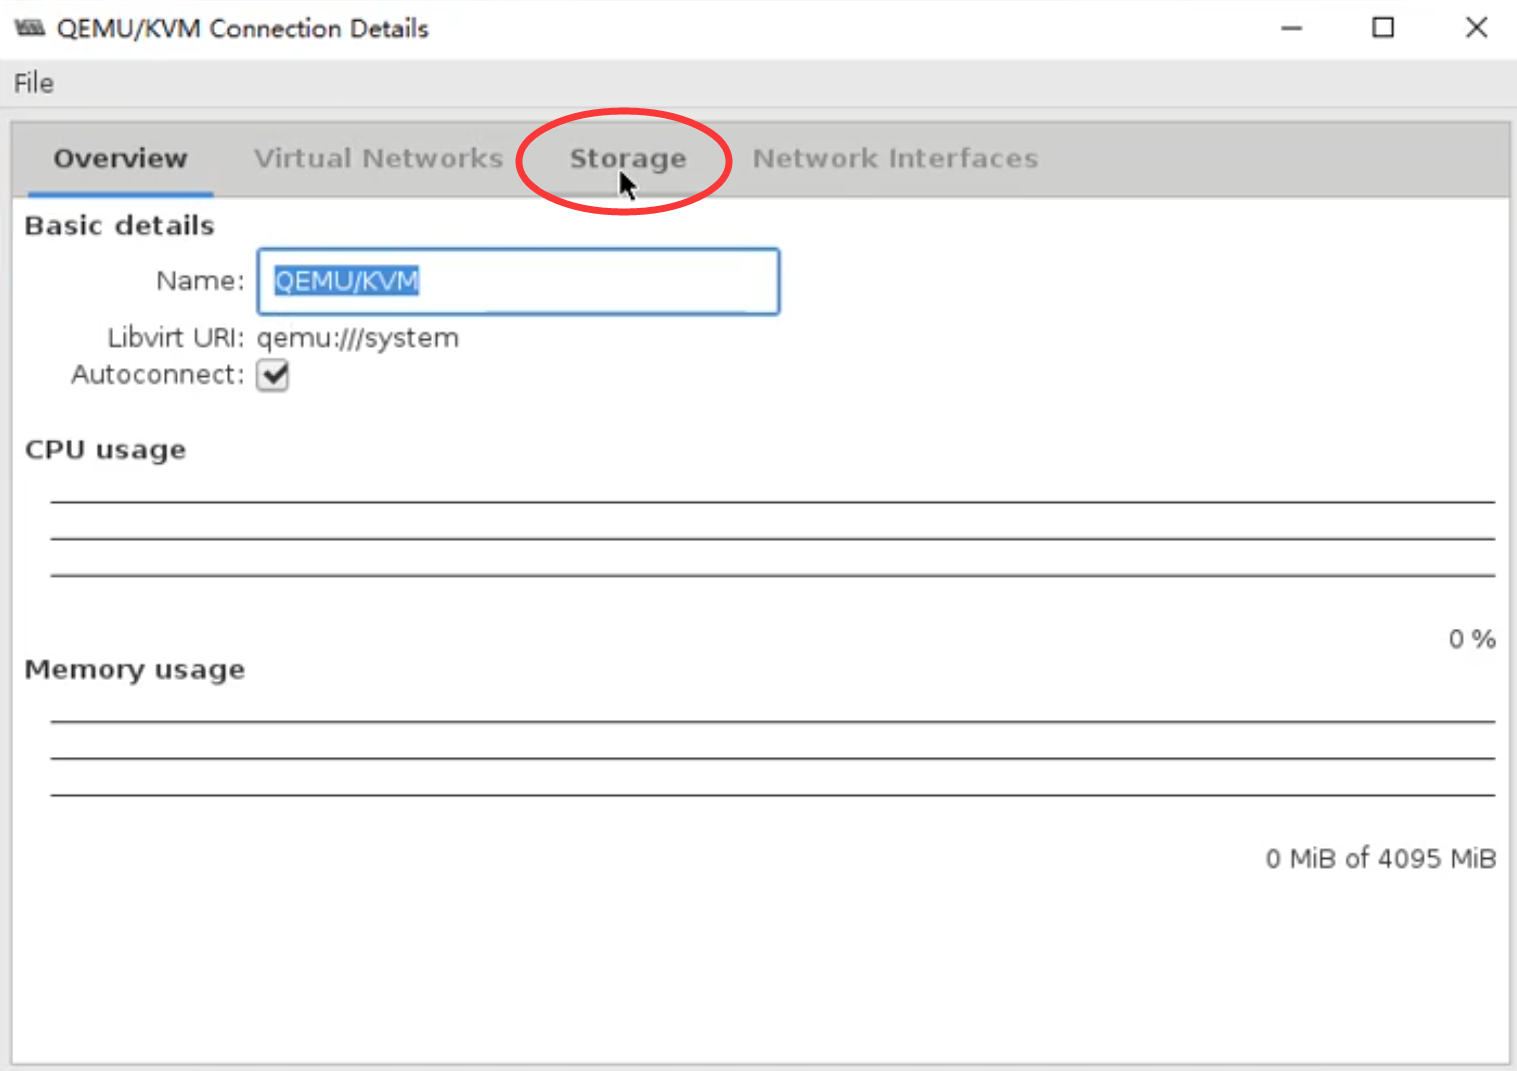 QEMU/KVM Connection Details
File
Overview Virtual Networks Storage Network Interfaces
Basic details
Name: QEMU/KVM
Libvirt URI: qemu:///system
Autoconnect:
CPU usage
0 %
Memory usage
0 MiB of 4095 MiB